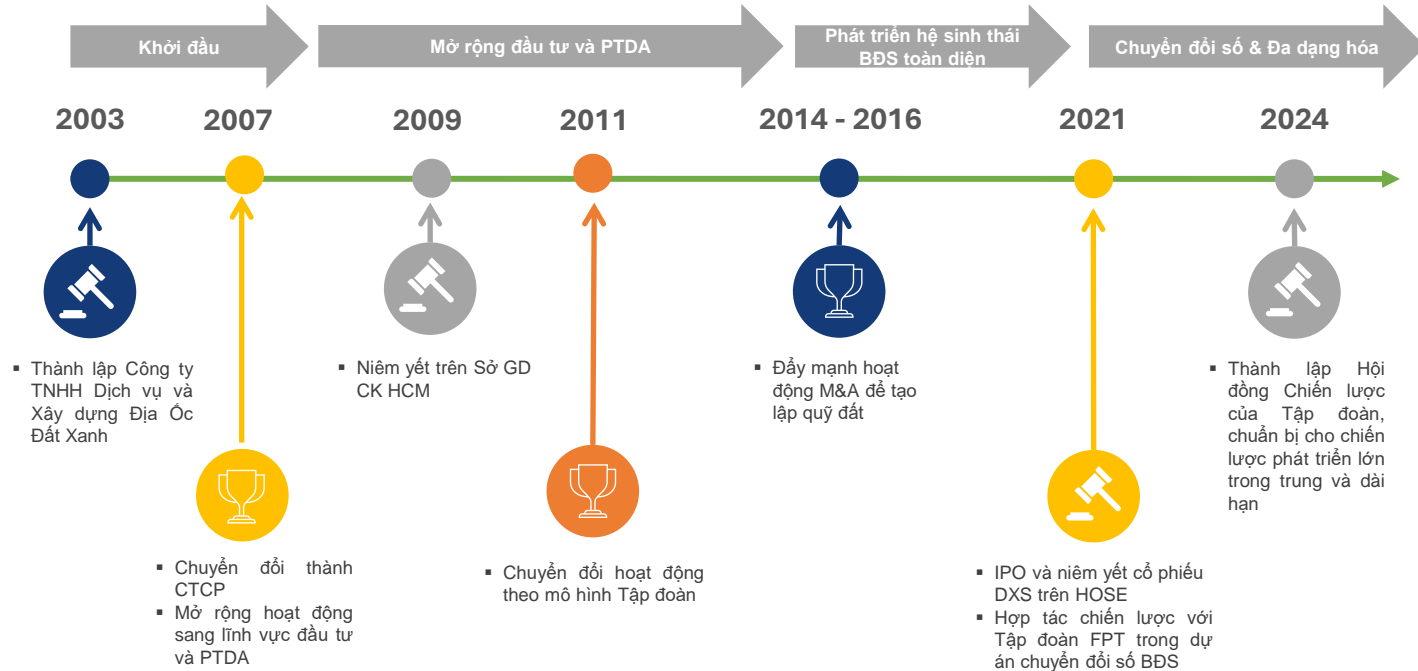 Khởi đầu
Mở rộng đầu tư và PTDA
Phát triển hệ sinh thái
BĐS toàn diện
Chuyển đổi số & Đa dạng hóa
2003
2007
2009
2011
2014 - 2016
2021
2024
▪ Thành lập Công ty
TNHH Dịch vụ và
Xây dựng Địa Ốc
Đất Xanh
▪ Niêm yết trên Sở GD
CK HCM
▪ Đẩy mạnh hoạt
động M&A để tạo
lập quỹ đất
▪ Thành lập Hội
đồng Chiến lược
của Tập đoàn,
chuẩn bị cho chiến
lược phát triển lớn
trong trung và dài
hạn
▪ Chuyển đổi thành
CTCP
▪ Mở rộng hoạt động
sang lĩnh vực đầu tư
và PTDA
▪ Chuyển đổi hoạt động
theo mô hình Tập đoàn
▪ IPO và niêm yết cổ phiếu
DXS trên HOSE
▪ Hợp tác chiến lược với
Tập đoàn FPT trong dự
án chuyển đổi số BĐS